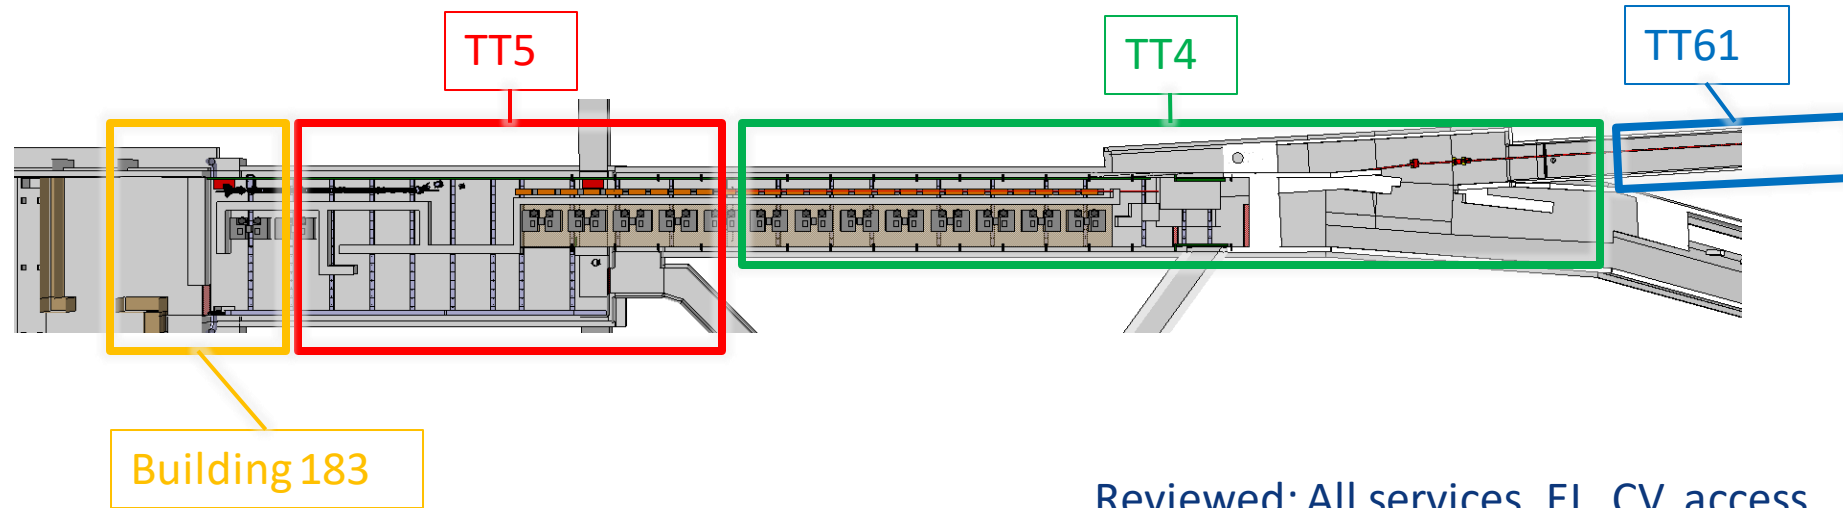 TT5
TT4
TT61
Building 183
Reviewed: All services, EL, CV, access